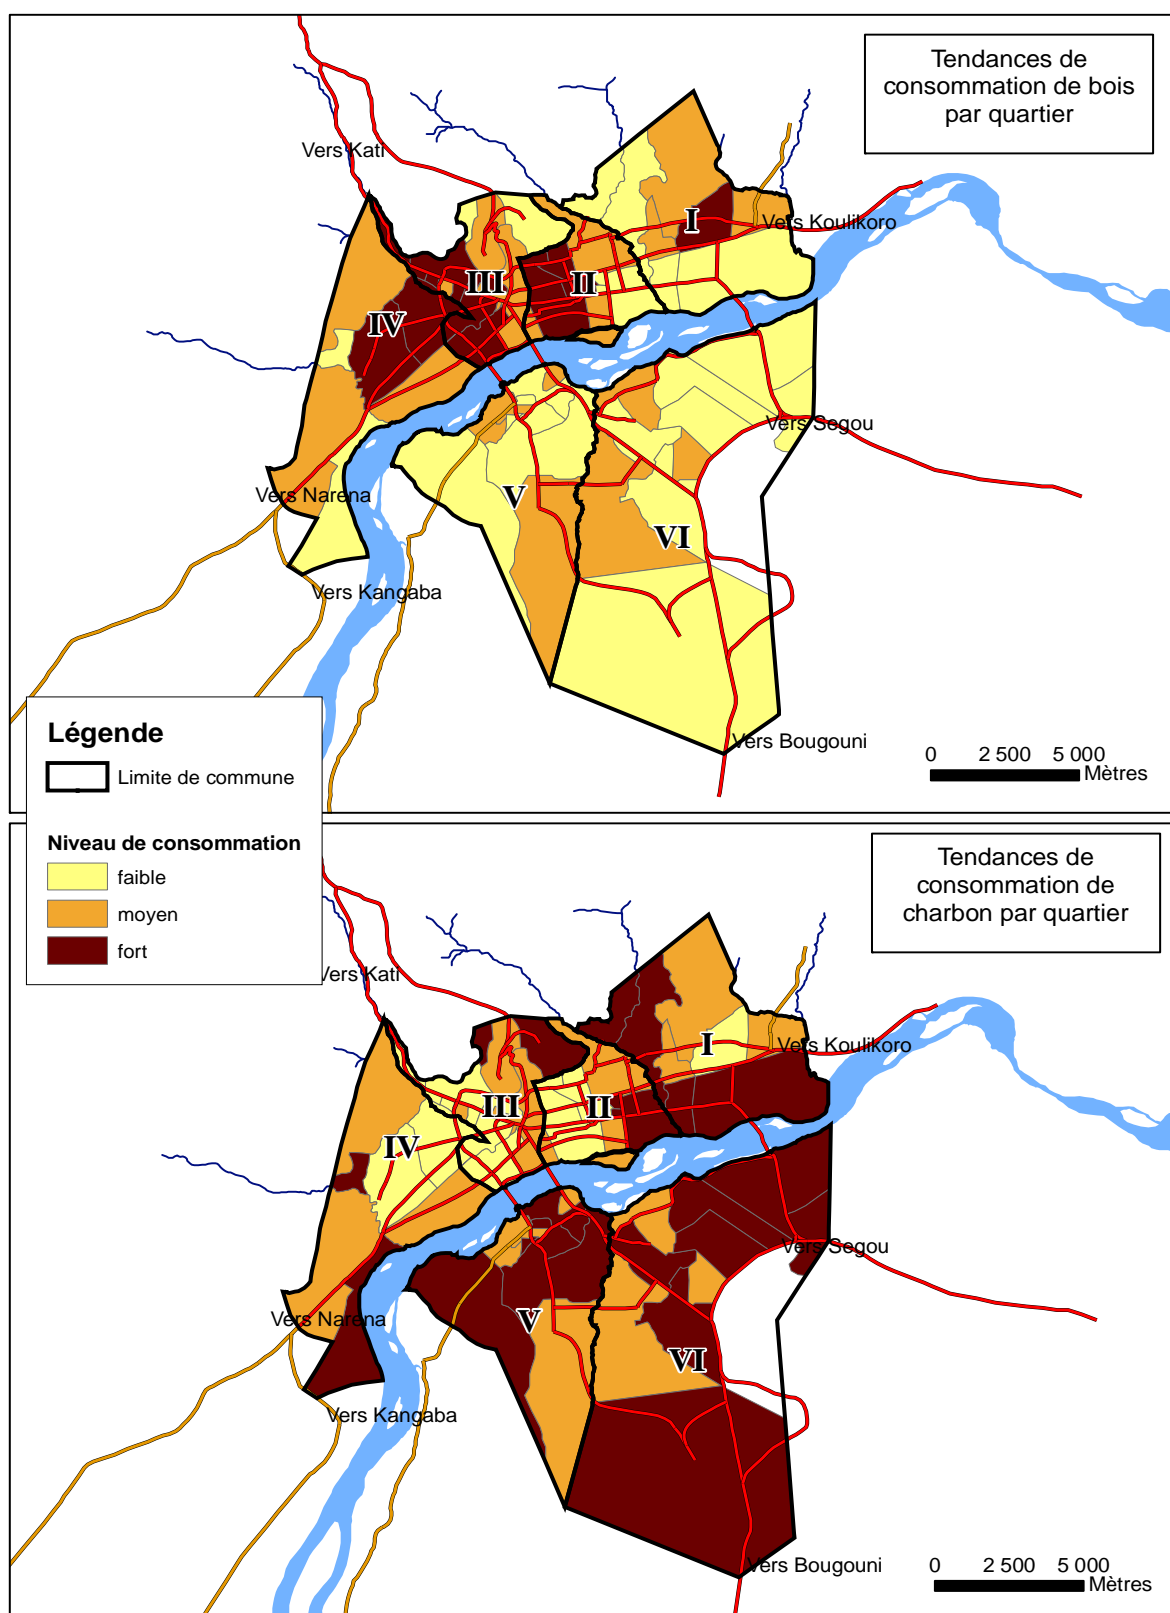 Tendances de
consommation de bois
par quartier
Vers Kati
I
Vers Koulikoro
III
II
IV
Vers Segou
Vers Narena
V
VI
Vers Kangaba
Vers Bougouni
0 2 500 5 000
Mètres
Légende
Limite de commune
Niveau de consommation
faible
moyen
fort
Tendances de
consommation de
charbon par quartier
Vers Kati
I
Vers Koulikoro
III
II
IV
Vers Segou
Vers Narena
V
VI
Vers Kangaba
Vers Bougouni
0 2 500 5 000
Mètres